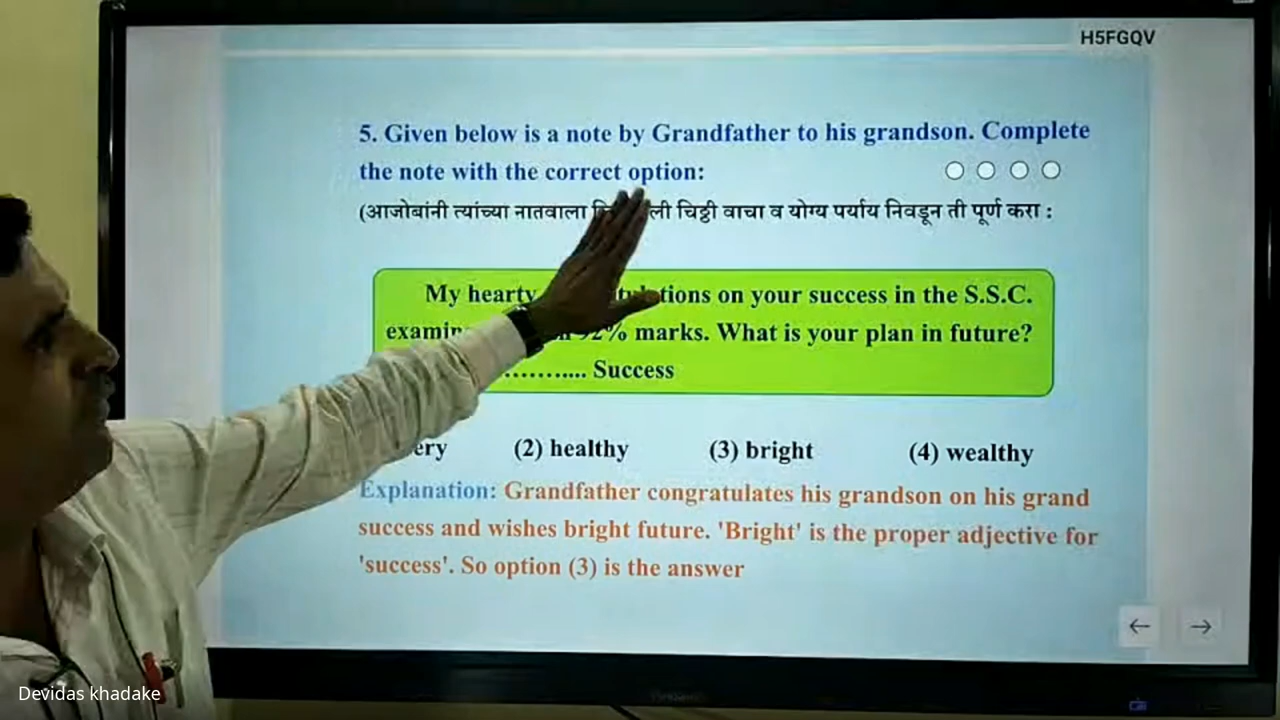 H5FGQV
5. Given below is a note by Grandfather to his grandson. Complete
the note with the correct option:
(आजोबांनी त्यांच्या नातवाला चिठ्ठी वाचा व योग्य पर्याय निवडून ती पूर्ण करा :
My hearty on your success in the S.S.C.
92% marks. What is your plan in future?
.......... Success
(2) healthy (3) bright (4) wealthy
Explanation: Grandfather congratulates his grandson on his grand
success and wishes bright future. 'Bright' is the proper adjective for
'success'. So option (3) is the answer
Devidas khadake